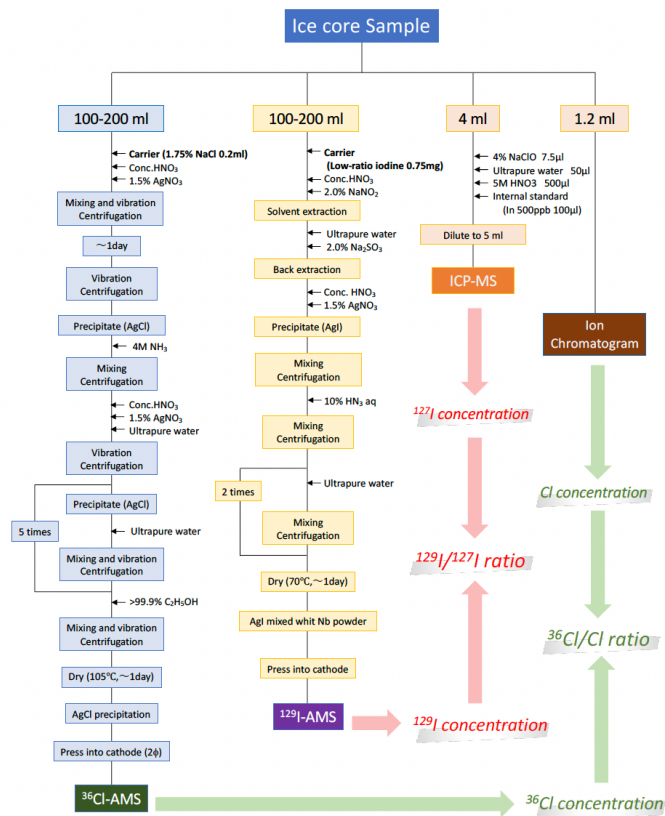 Ice core Sample
100-200 ml
Carrier (1.75% NaCl 0.2ml)
Conc.HNO₃
1.5% AgNO₃
Mixing and vibration
Centrifugation
～1day
Vibration
Centrifugation
Precipitate (AgCl)
4M NH₃
Mixing
Centrifugation
Conc.HNO₃
1.5% AgNO₃
Ultrapure water
Vibration
Centrifugation
5 times
Precipitate (AgCl)
Ultrapure water
Mixing and vibration
Centrifugation
>99.9% C₂H₅OH
Mixing and vibration
Centrifugation
Dry (105℃,～1day)
AgCl precipitation
Press into cathode (2ϕ)
³⁶Cl-AMS
100-200 ml
Carrier
(Low-ratio iodine 0.75mg)
Conc.HNO₃
2.0% NaNO₂
Solvent extraction
Ultrapure water
2.0% Na₂SO₃
Back extraction
Conc. HNO₃
1.5% AgNO₃
Precipitate (AgI)
Mixing
Centrifugation
10% HN₃ aq
Mixing
Centrifugation
2 times
Ultrapure water
Mixing
Centrifugation
Dry (70℃,～1day)
AgI mixed whit Nb powder
Press into cathode
¹²⁹I-AMS
4 ml
4% NaClO 7.5μl
Ultrapure water 50μl
5M HNO3 500μl
Internal standard
(In 500ppb 100μl)
Dilute to 5 ml
ICP-MS
¹²⁷I concentration
¹²⁹I/¹²⁷I ratio
¹²⁹I concentration
1.2 ml
Ion
Chromatogram
Cl concentration
³⁶Cl/Cl ratio
³⁶Cl concentration